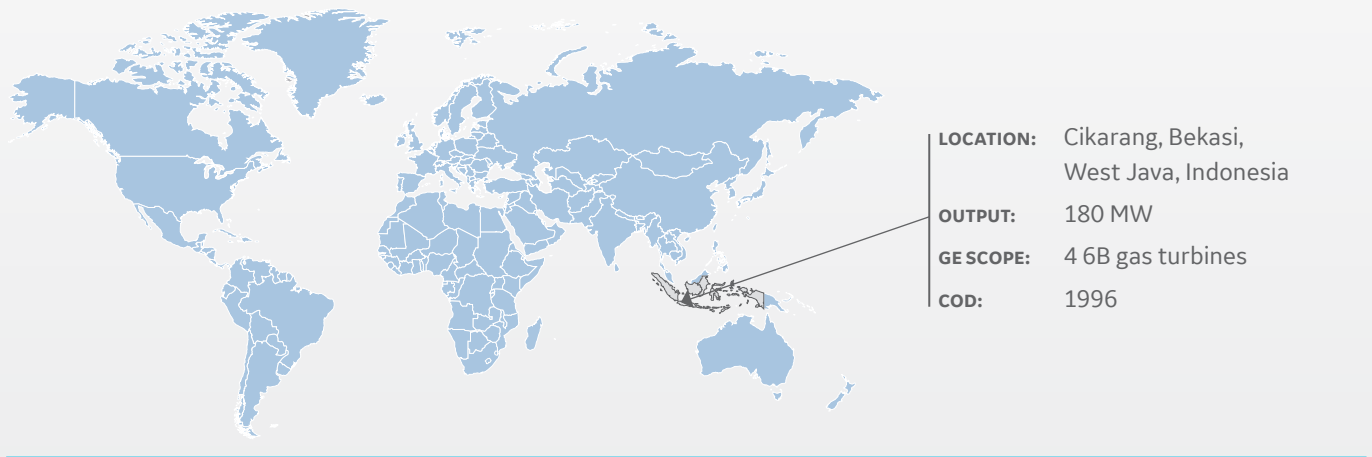 LOCATION: Cikarang, Bekasi,
West Java, Indonesia
OUTPUT: 180 MW
GE SCOPE: 4 6B gas turbines
COD: 1996